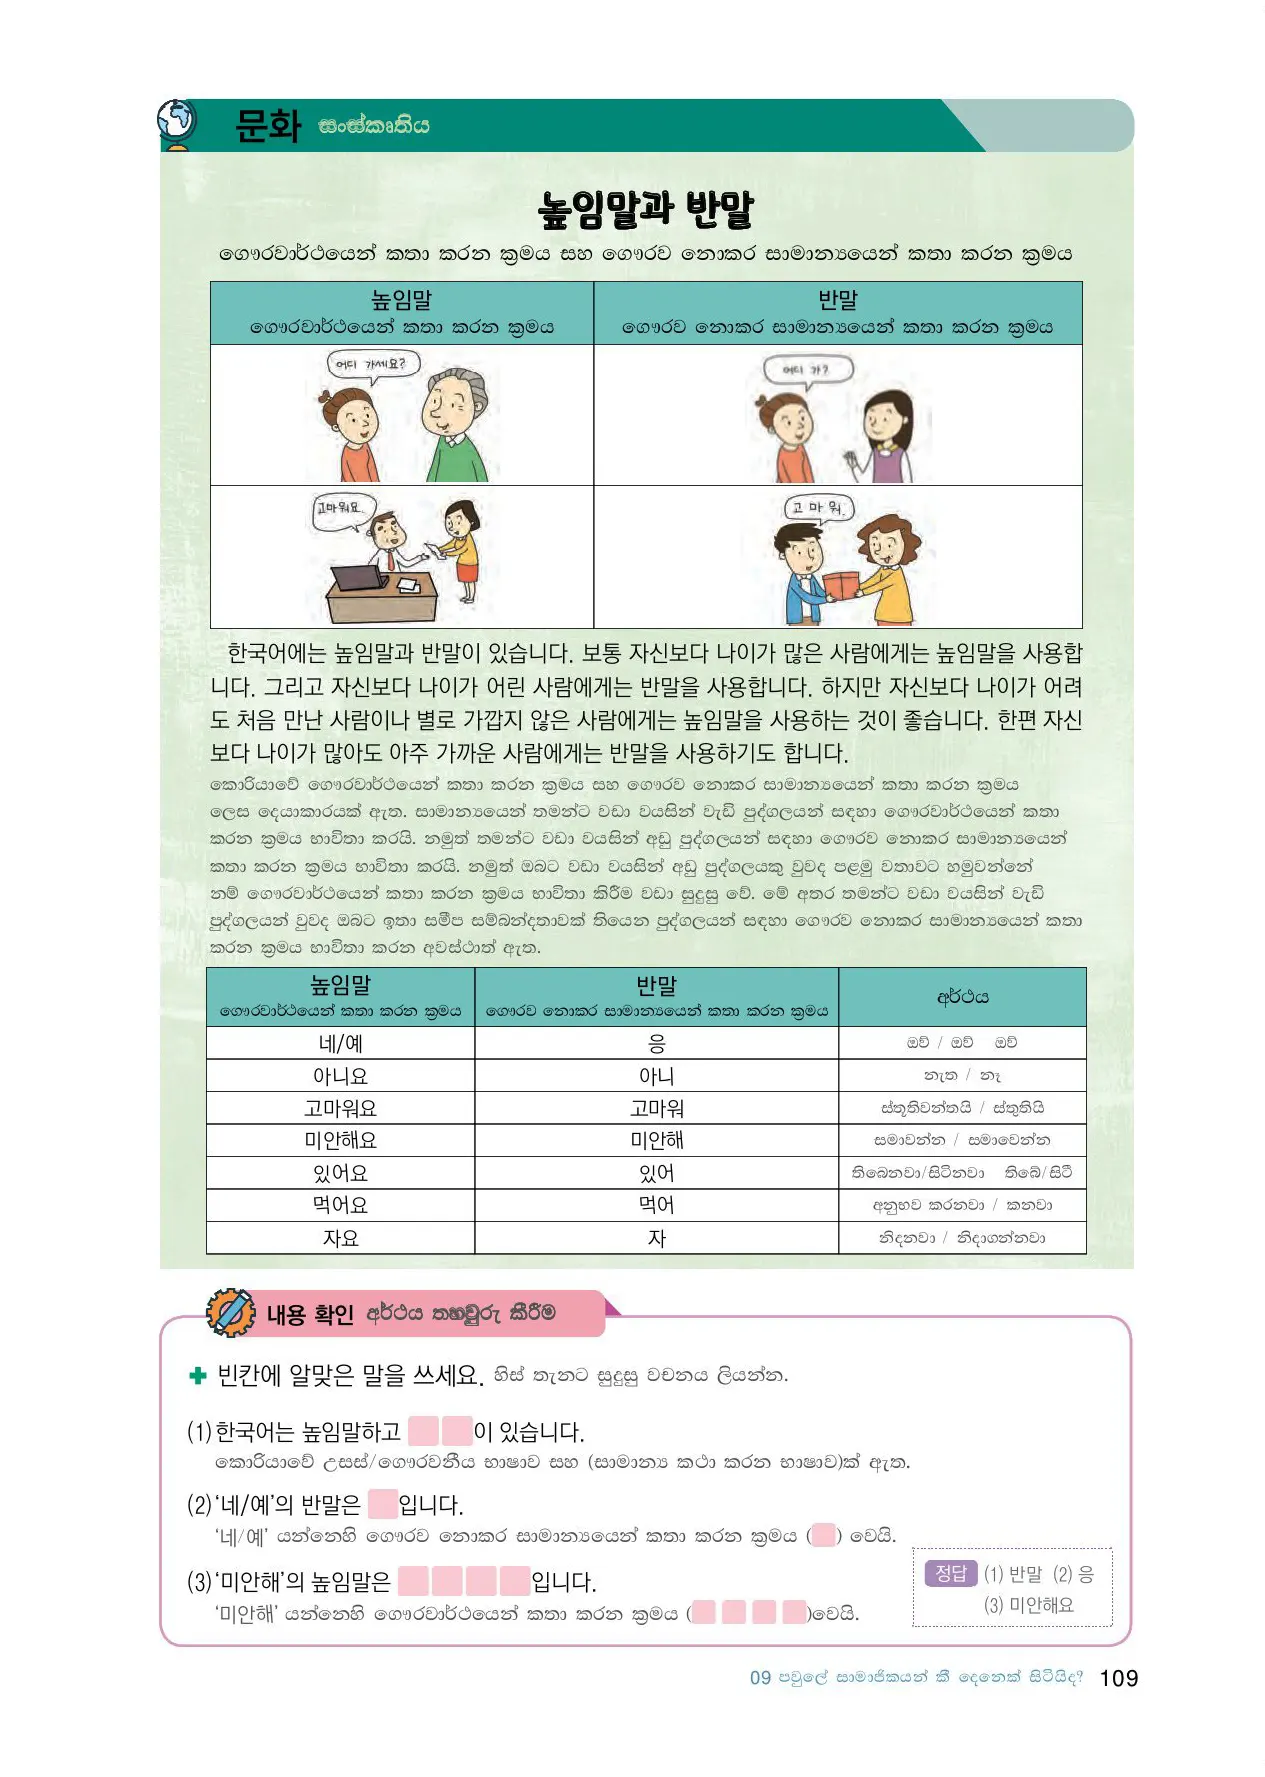 문화 සංස්කෘතිය
높임말과 반말
ගෞරවාර්ථයෙන් කතා කරන ක්‍රමය සහ ගෞරව නොකර සාමාන්‍යයෙන් කතා කරන ක්‍රමය
높임말 반말
ගෞරවාර්ථයෙන් කතා කරන ක්‍රමය ගෞරව නොකර සාමාන්‍යයෙන් කතා කරන ක්‍රමය
어디 가세요? 어디 가?
고마워요 고마워.
한국어에는 높임말과 반말이 있습니다. 보통 자신보다 나이가 많은 사람에게는 높임말을 사용합
니다. 그리고 자신보다 나이가 어린 사람에게는 반말을 사용합니다. 하지만 자신보다 나이가 어려
도 처음 만난 사람이나 별로 가깝지 않은 사람에게는 높임말을 사용하는 것이 좋습니다. 한편 자신
보다 나이가 많아도 아주 가까운 사람에게는 반말을 사용하기도 합니다.
කොරියාවේ ගෞරවාර්ථයෙන් කතා කරන ක්‍රමය සහ ගෞරව නොකර සාමාන්‍යයෙන් කතා කරන ක්‍රමය
ලෙස දෙයාකාරයක් ඇත. සාමාන්‍යයෙන් තමන්ට වඩා වයසින් වැඩි පුද්ගලයන් සඳහා ගෞරවාර්ථයෙන් කතා
කරන ක්‍රමය භාවිතා කරයි. නමුත් තමන්ට වඩා වයසින් අඩු පුද්ගලයන් සඳහා ගෞරව නොකර සාමාන්‍යයෙන්
කතා කරන ක්‍රමය භාවිතා කරයි. නමුත් ඔබට වඩා වයසින් අඩු පුද්ගලයකු වුවද පළමු වතාවට හමුවන්නේ
නම් ගෞරවාර්ථයෙන් කතා කරන ක්‍රමය භාවිතා කිරීම වඩා සුදුසු වේ. මේ අතර තමන්ට වඩා වයසින් වැඩි
පුද්ගලයන් වුවද ඔබට ඉතා සමීප සම්බන්දතාවක් තියෙන පුද්ගලයන් සඳහා ගෞරව නොකර සාමාන්‍යයෙන් කතා
කරන ක්‍රමය භාවිතා කරන අවස්ථාත් ඇත.
높임말 반말 අර්ථය
ගෞරවාර්ථයෙන් කතා කරන ක්‍රමය ගෞරව නොකර සාමාන්‍යයෙන් කතා කරන ක්‍රමය
네/예 응 ඔව් / ඔව් ඔව්
아니요 아니 නැත / නෑ
고마워요 고마워 ස්තූතිවන්තයි / ස්තුතියි
미안해요 미안해 සමාවන්න / සමාවෙන්න
있어요 있어 තිබෙනවා/සිටිනවා තිබේ/සිටී
먹어요 먹어 අනුභව කරනවා / කනවා
자요 자 නිදනවා / නිදාගන්නවා
내용 확인 අර්ථය තහවුරු කිරීම
빈칸에 알맞은 말을 쓰세요. හිස් තැනට සුදුසු වචනය ලියන්න.
(1) 한국어는 높임말하고 이 있습니다.
කොරියාවේ උසස්/ගෞරවනීය භාෂාව සහ (සාමාන්‍ය කථා කරන භාෂාව)ක් ඇත.
(2) ‘네/예’의 반말은 입니다.
‘네/예’ යන්නෙහි ගෞරව නොකර සාමාන්‍යයෙන් කතා කරන ක්‍රමය ( ) වෙයි.
(3) ‘미안해’의 높임말은 입니다.
‘미안해’ යන්නෙහි ගෞරවාර්ථයෙන් කතා කරන ක්‍රමය ( )වෙයි.
정답 (1) 반말 (2) 응
(3) 미안해요
09 පවුලේ සාමාජිකයන් කී දෙනෙක් සිටියිද? 109